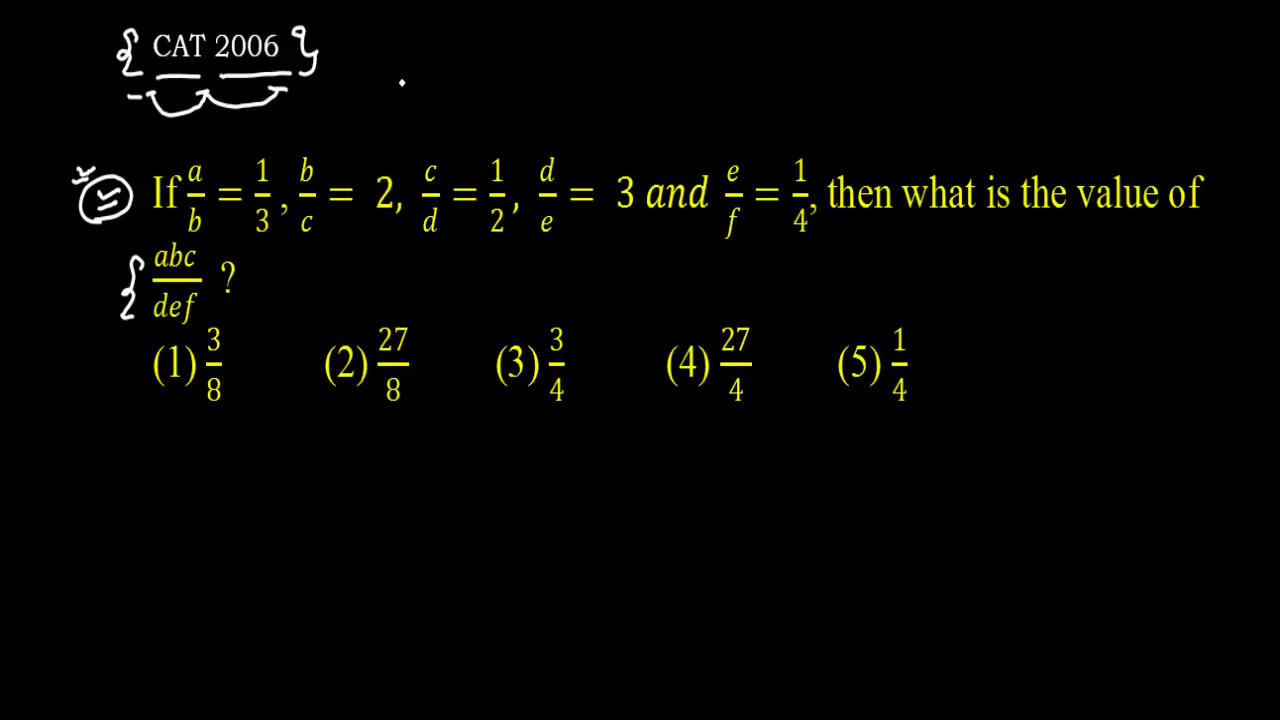 { CAT 2006 }
If a/b = 1/3, b/c = 2, c/d = 1/2, d/e = 3 and e/f = 1/4, then what is the value of
{ abc/def ?
(1) 3/8 (2) 27/8 (3) 3/4 (4) 27/4 (5) 1/4